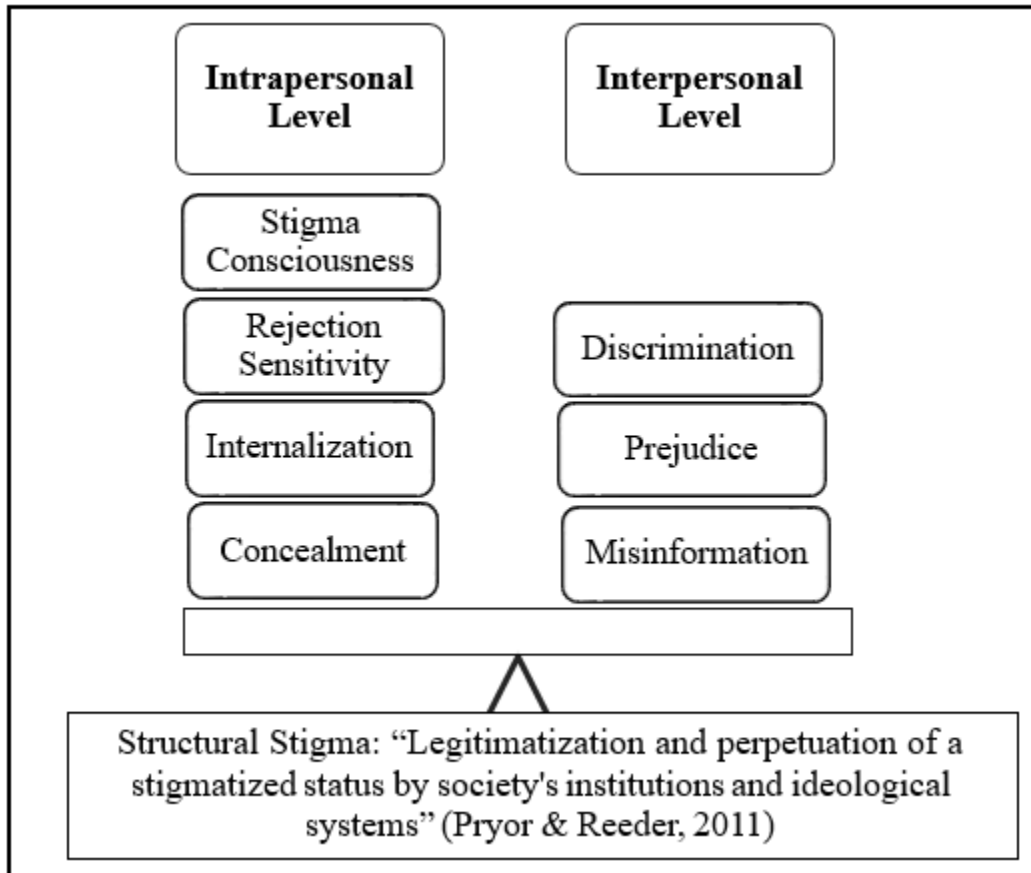 Intrapersonal
Level
Interpersonal
Level
Stigma
Consciousness
Rejection
Sensitivity
Internalization
Concealment
Discrimination
Prejudice
Misinformation
Structural Stigma: “Legitimatization and perpetuation of a
stigmatized status by society's institutions and ideological
systems” (Pryor & Reeder, 2011)